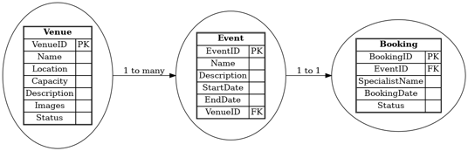 Venue
VenueID PK
Name
Location
Capacity
Description
Images
Status
1 to many
Event
EventID PK
Name
Description
StartDate
EndDate
VenueID FK
1 to 1
Booking
BookingID PK
EventID FK
SpecialistName
BookingDate
Status